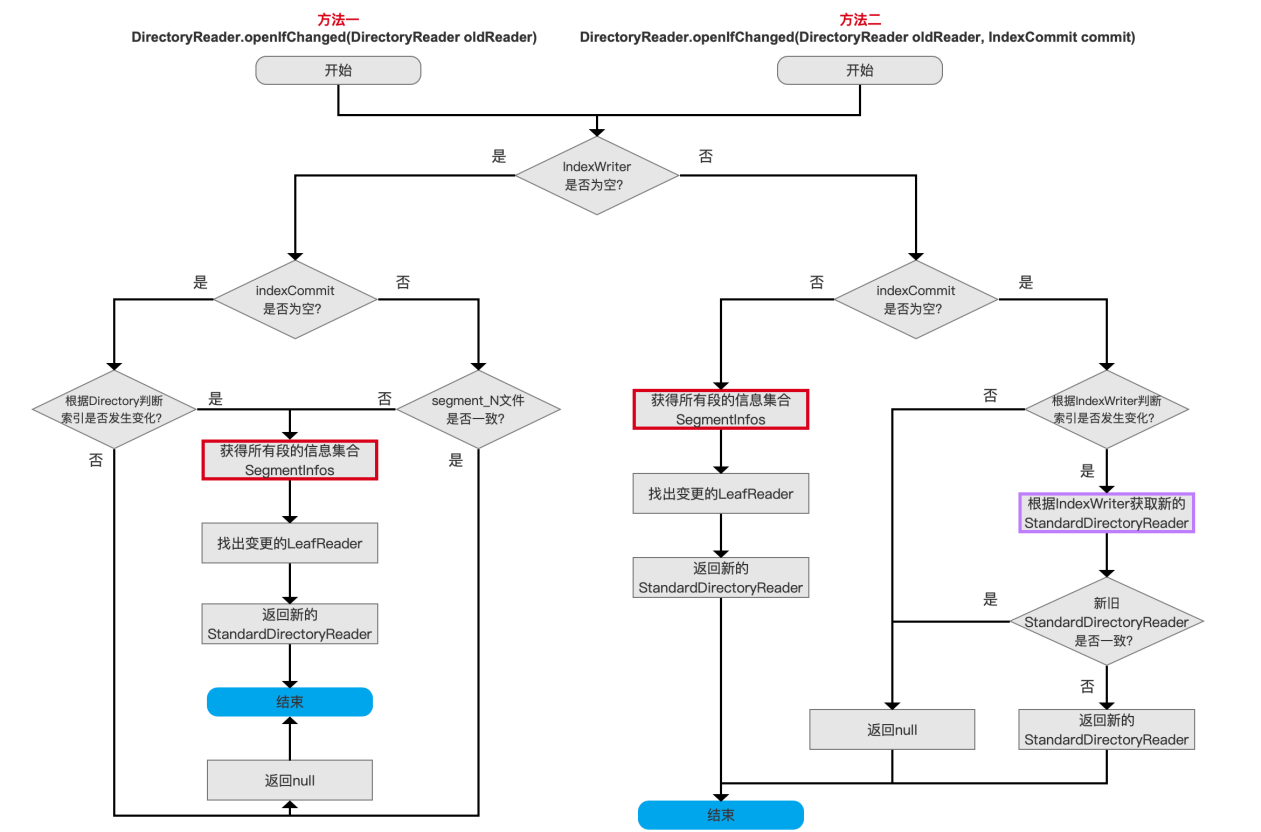 方法一
DirectoryReader.openIfChanged(DirectoryReader oldReader)
方法二
DirectoryReader.openIfChanged(DirectoryReader oldReader, IndexCommit commit)
开始
开始
IndexWriter
是否为空?
是
否
indexCommit
是否为空?
是
否
indexCommit
是否为空?
否
是
根据Directory判断
索引是否发生变化?
是
否
segment_N文件
是否一致?
否
是
获得所有段的信息集合
SegmentInfos
找出变更的LeafReader
返回新的
StandardDirectoryReader
结束
返回null
获得所有段的信息集合
SegmentInfos
找出变更的LeafReader
返回新的
StandardDirectoryReader
根据IndexWriter判断
索引是否发生变化?
否
是
根据IndexWriter获取新的
StandardDirectoryReader
新旧
StandardDirectoryReader
是否一致?
是
否
返回null
返回新的
StandardDirectoryReader
结束